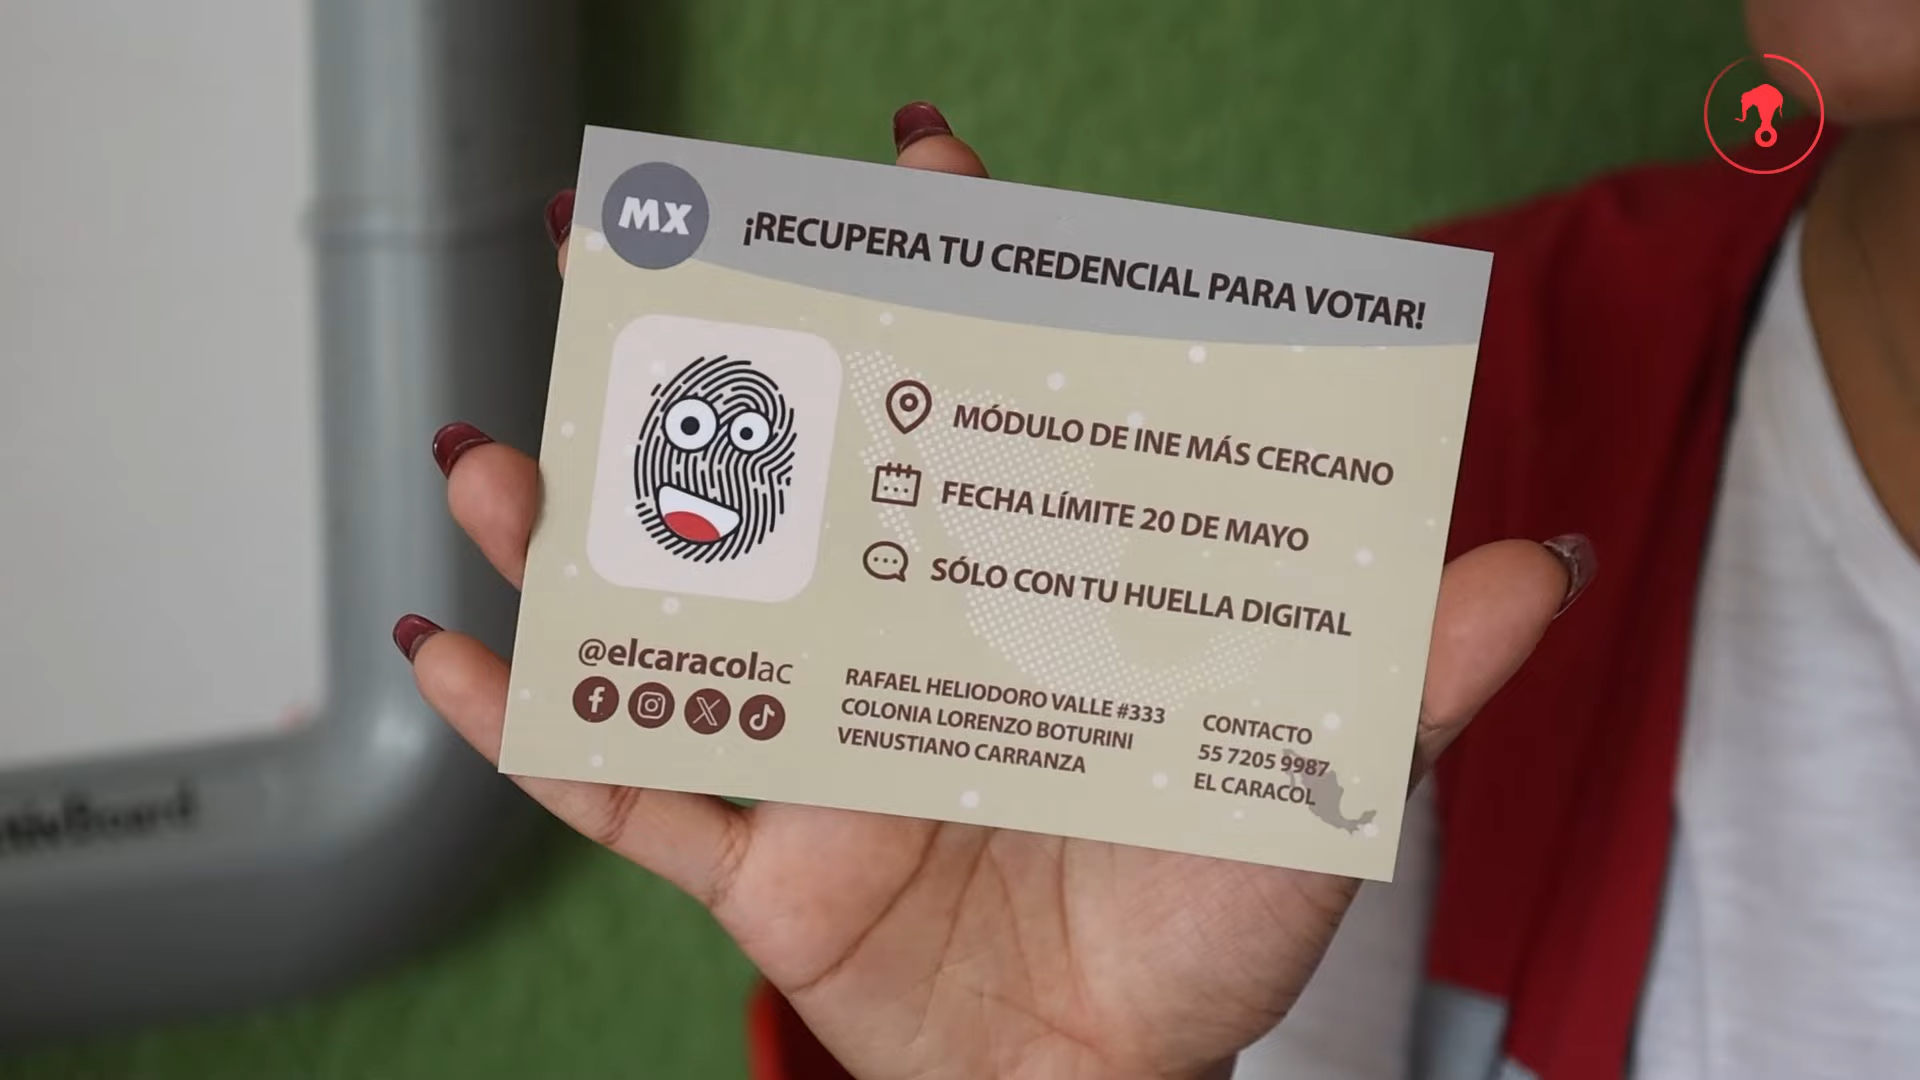 MX
¡RECUPERA TU CREDENCIAL PARA VOTAR!
MÓDULO DE INE MÁS CERCANO
FECHA LÍMITE 20 DE MAYO
SÓLO CON TU HUELLA DIGITAL
@elcaracolac
RAFAEL HELIODORO VALLE #333
COLONIA LORENZO BOTURINI
VENUSTIANO CARRANZA
CONTACTO
55 7205 9987
EL CARACOL